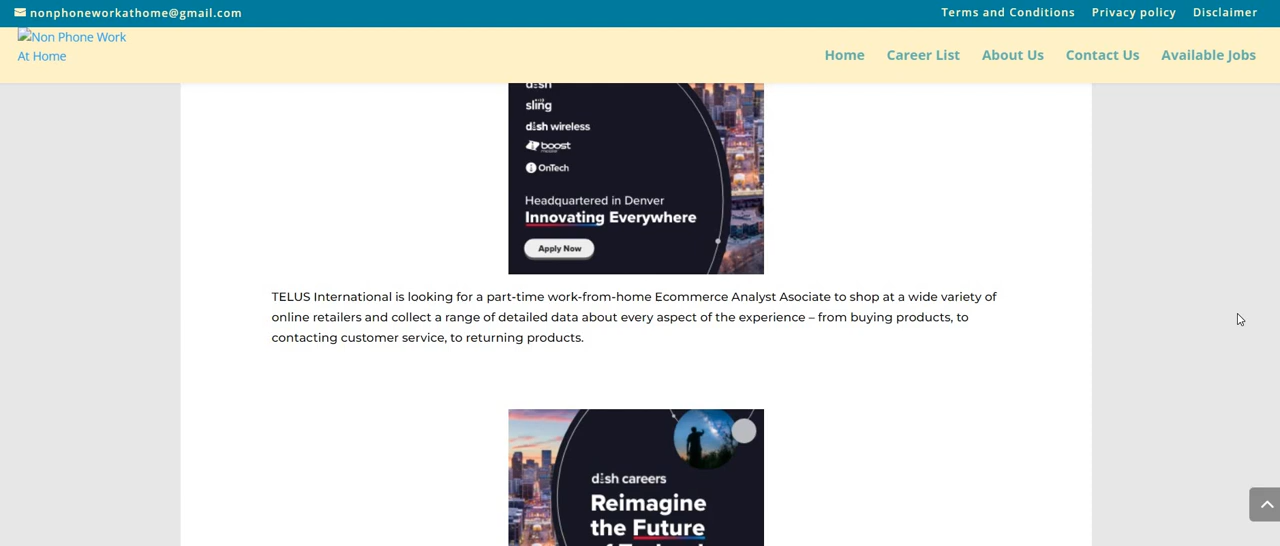 nonphoneworkathome@gmail.com
Terms and Conditions Privacy policy Disclaimer
Non Phone Work
At Home
Home Career List About Us Contact Us Available Jobs
dish
sling
dish wireless
boost
OnTech
Headquartered in Denver
Innovating Everywhere
Apply Now
TELUS International is looking for a part-time work-from-home Ecommerce Analyst Asociate to shop at a wide variety of
online retailers and collect a range of detailed data about every aspect of the experience – from buying products, to
contacting customer service, to returning products.
dish careers
Reimagine
the Future